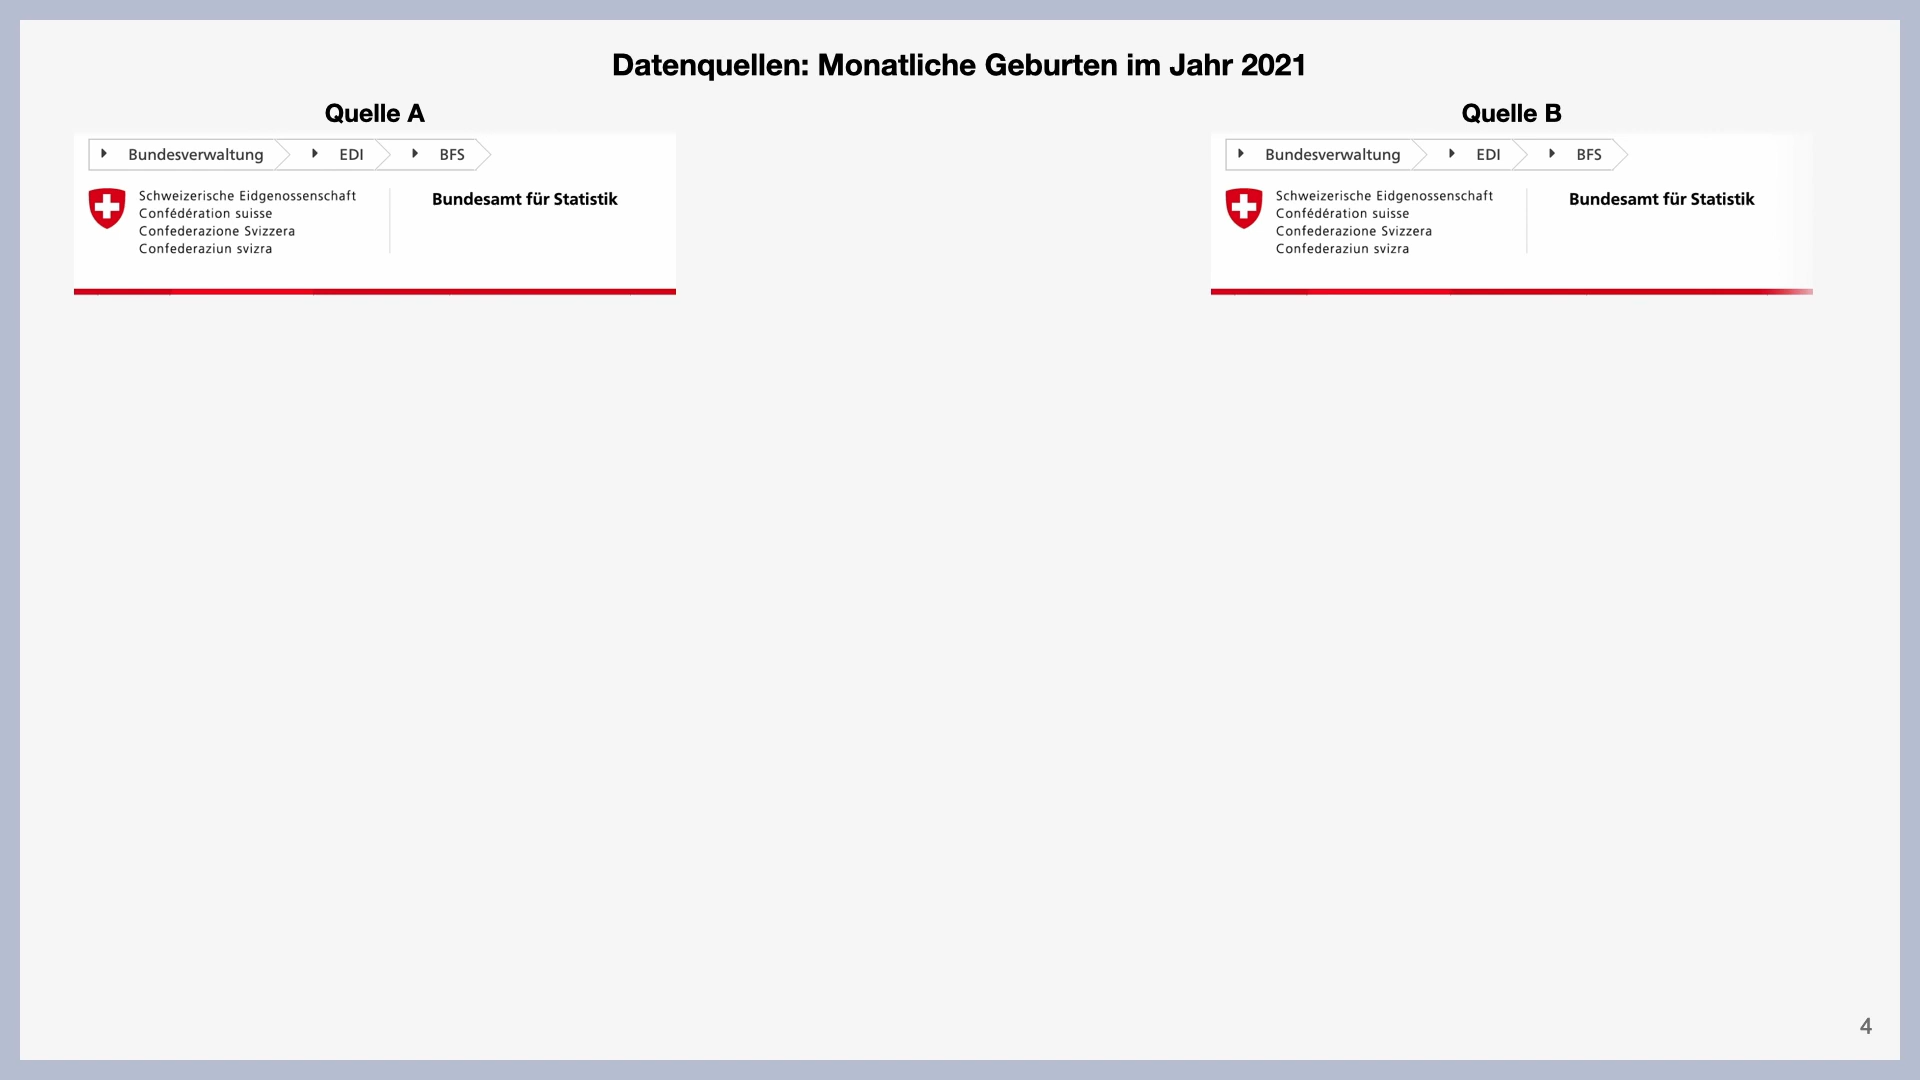 Datenquellen: Monatliche Geburten im Jahr 2021
Quelle A
Bundesverwaltung EDI BFS
Schweizerische Eidgenossenschaft
Confédération suisse
Confederazione Svizzera
Confederaziun svizra
Bundesamt für Statistik
Quelle B
Bundesverwaltung EDI BFS
Schweizerische Eidgenossenschaft
Confédération suisse
Confederazione Svizzera
Confederaziun svizra
Bundesamt für Statistik
4